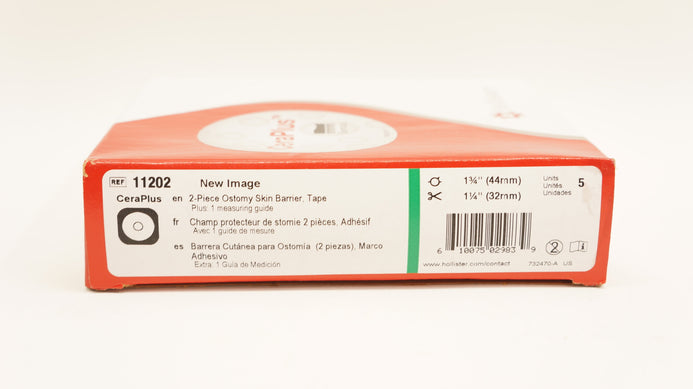 CeraPlus™
REF 11202 New Image
CeraPlus en 2-Piece Ostomy Skin Barrier, Tape
Plus: 1 measuring guide
fr Champ protecteur de stomie 2 pièces, Adhésif
Avec 1 guide de mesure
es Barrera Cutánea para Ostomía (2 piezas), Marco
Adhesivo
Extra: 1 Guía de Medición
1¾" (44mm)
1¼" (32mm)
Units
Unités
Unidades
5
6 10075 02983 9
2
i
www.hollister.com/contact 732470-A US